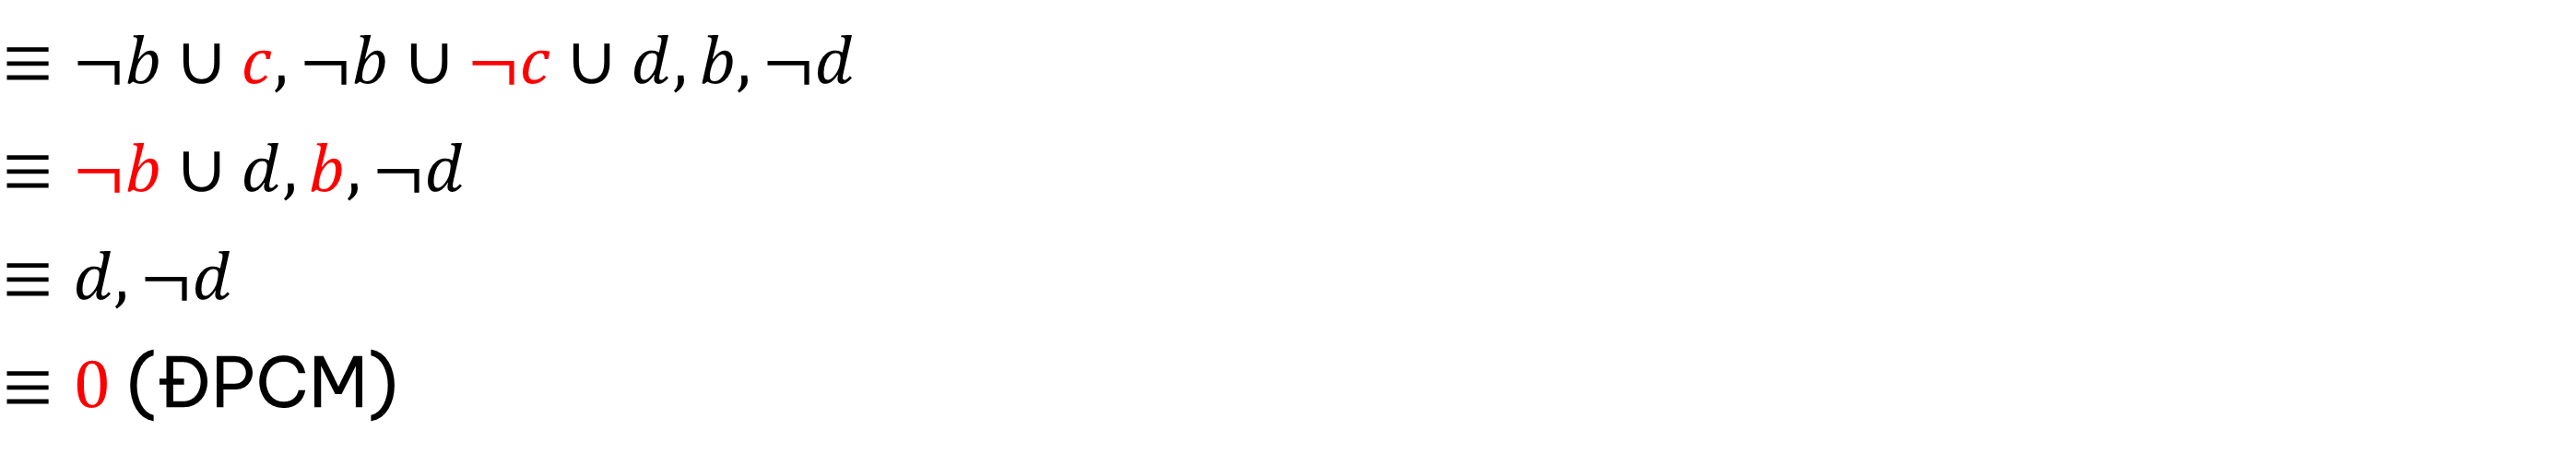 ≡ ¬b ∪ c, ¬b ∪ ¬c ∪ d, b, ¬d
≡ ¬b ∪ d, b, ¬d
≡ d, ¬d
≡ 0 (ĐPCM)